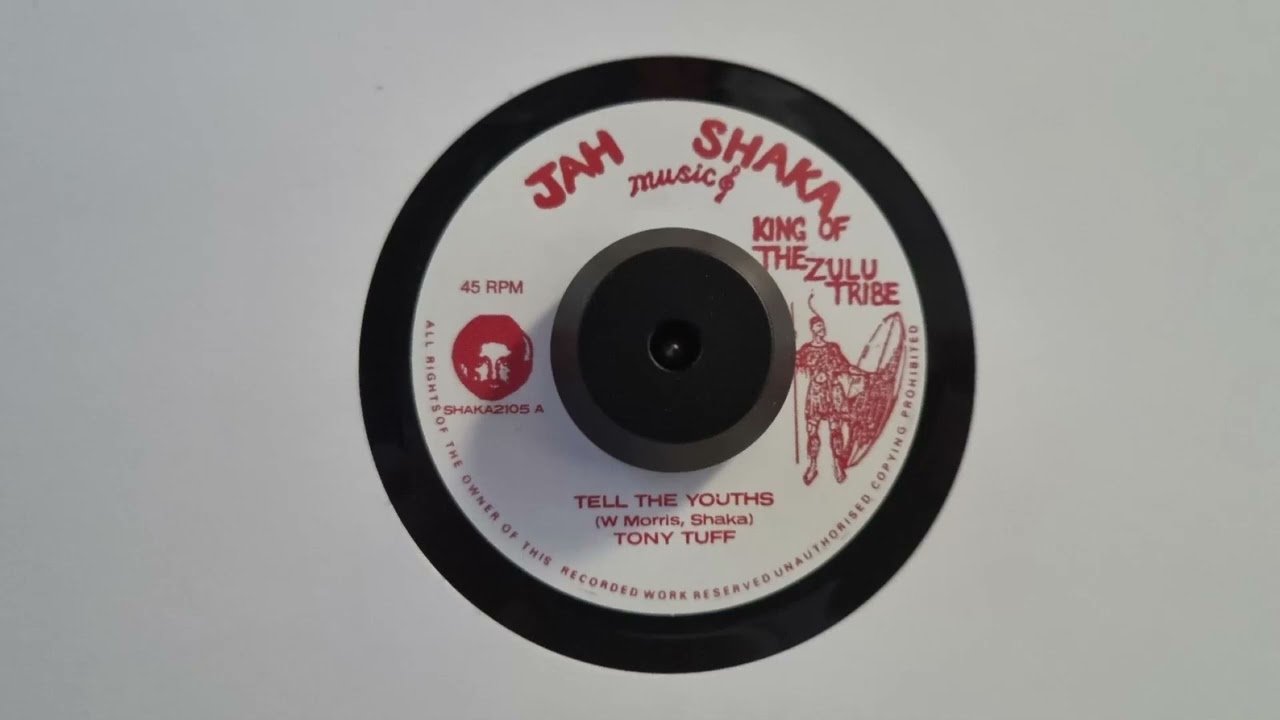 JAH SHAKA
music
KING OF
THE ZULU
TRIBE
45 RPM
SHAKA2105 A
TELL THE YOUTHS
(W Morris, Shaka)
TONY TUFF
ALL RIGHTS OF THE OWNER OF THIS RECORDED WORK RESERVED UNAUTHORISED COPYING PROHIBITED